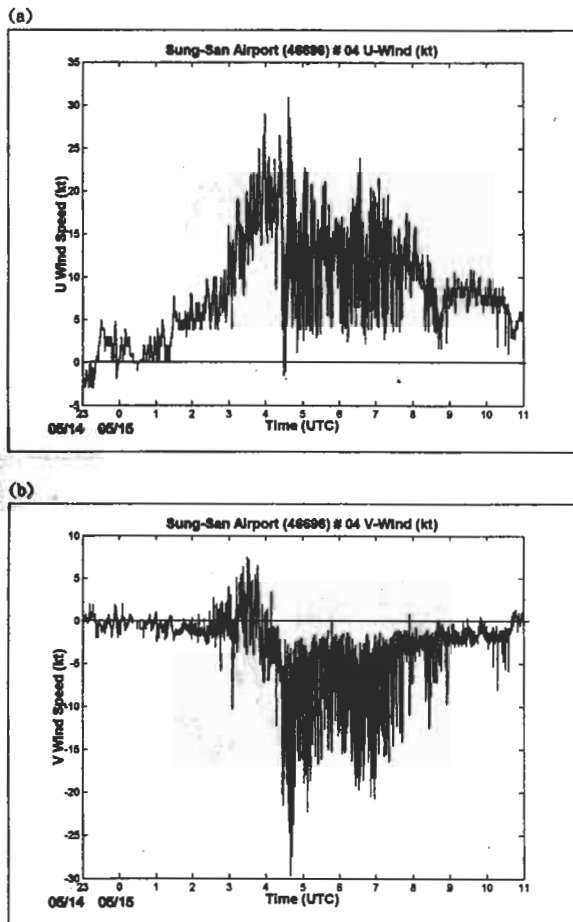 (a)
Sung-San Airport (46696) # 04 U-Wind (kt)
35
30
25
20
15
10
5
0
-5
U Wind Speed (kt)
23 0 1 2 3 4 5 6 7 8 9 10 11
05/14 05/15 Time (UTC)
(b)
Sung-San Airport (46696) # 04 V-Wind (kt)
10
5
0
-5
-10
-15
-20
-25
-30
V Wind Speed (kt)
23 0 1 2 3 4 5 6 7 8 9 10 11
05/14 05/15 Time (UTC)